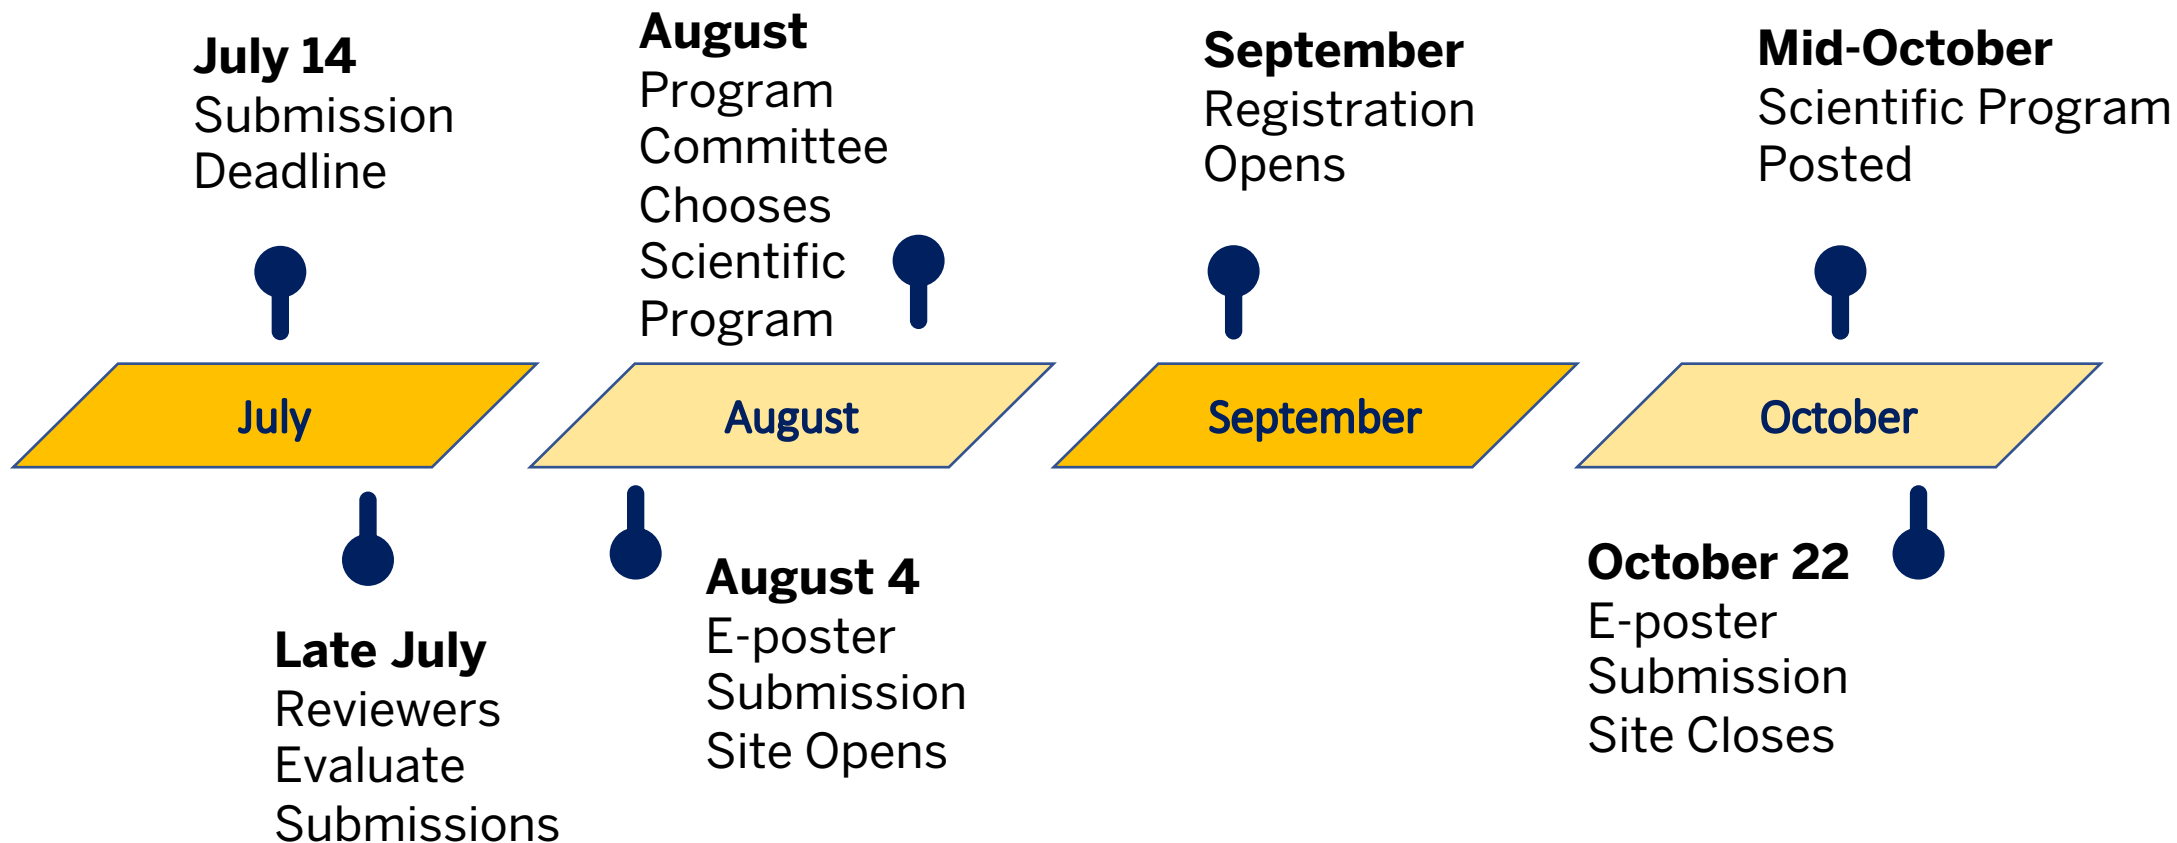 July 14
Submission
Deadline
August
Program
Committee
Chooses
Scientific
Program
September
Registration
Opens
Mid-October
Scientific Program
Posted
July
August
September
October
Late July
Reviewers
Evaluate
Submissions
August 4
E-poster
Submission
Site Opens
October 22
E-poster
Submission
Site Closes